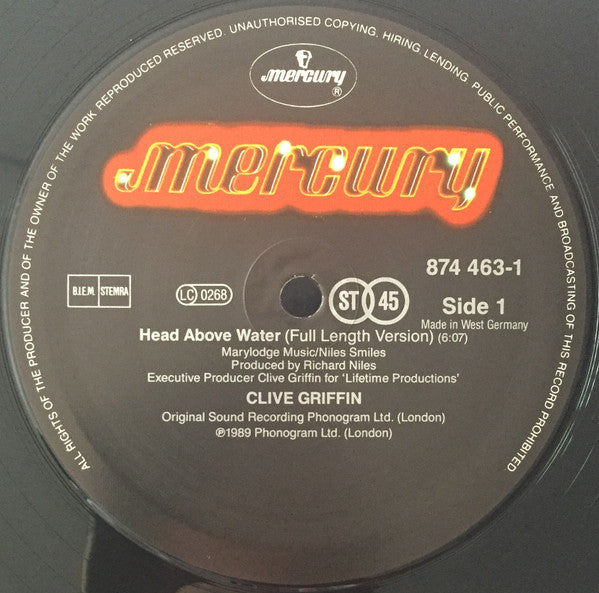 ALL RIGHTS OF THE PRODUCER AND OF THE OWNER OF THE WORK REPRODUCED RESERVED. UNAUTHORISED COPYING, HIRING, LENDING, PUBLIC PERFORMANCE AND BROADCASTING OF THIS RECORD PROHIBITED
mercury
®
mercury
874 463-1
B.I.E.M. STEMRA
LC 0268
ST 45
Side 1
Made in West Germany
Head Above Water (Full Length Version) (6:07)
Marylodge Music/Niles Smiles
Produced by Richard Niles
Executive Producer Clive Griffin for 'Lifetime Productions'
CLIVE GRIFFIN
Original Sound Recording Phonogram Ltd. (London)
℗1989 Phonogram Ltd. (London)